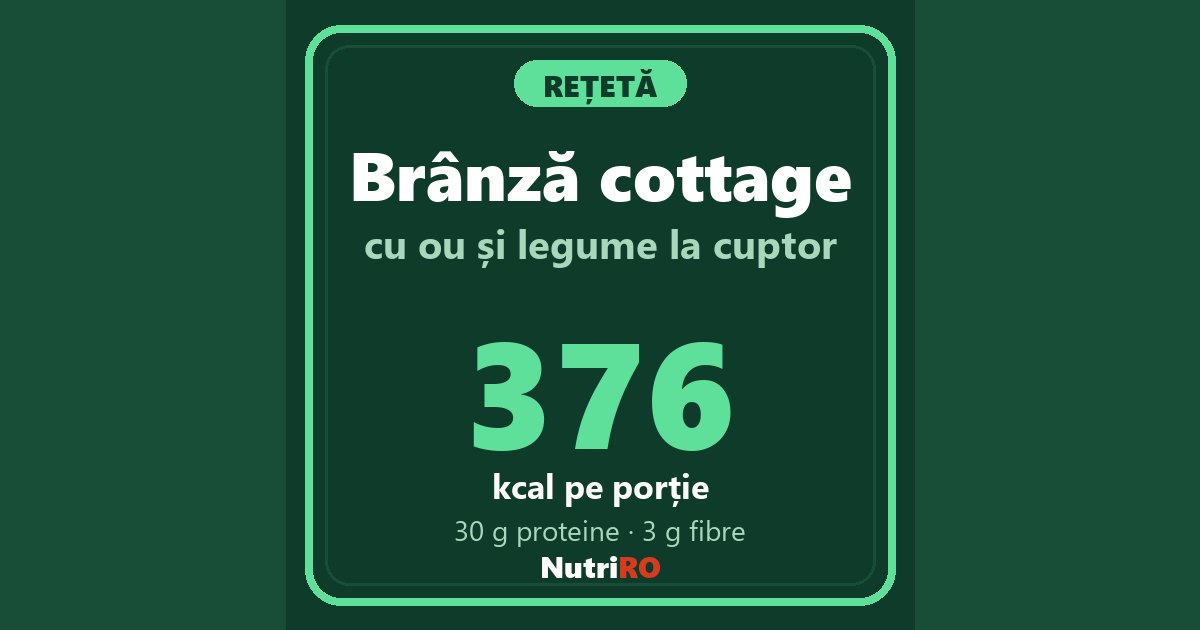 REȚETĂ
Brânză cottage
cu ou și legume la cuptor
376
kcal pe porție
30 g proteine · 3 g fibre
NutriRO